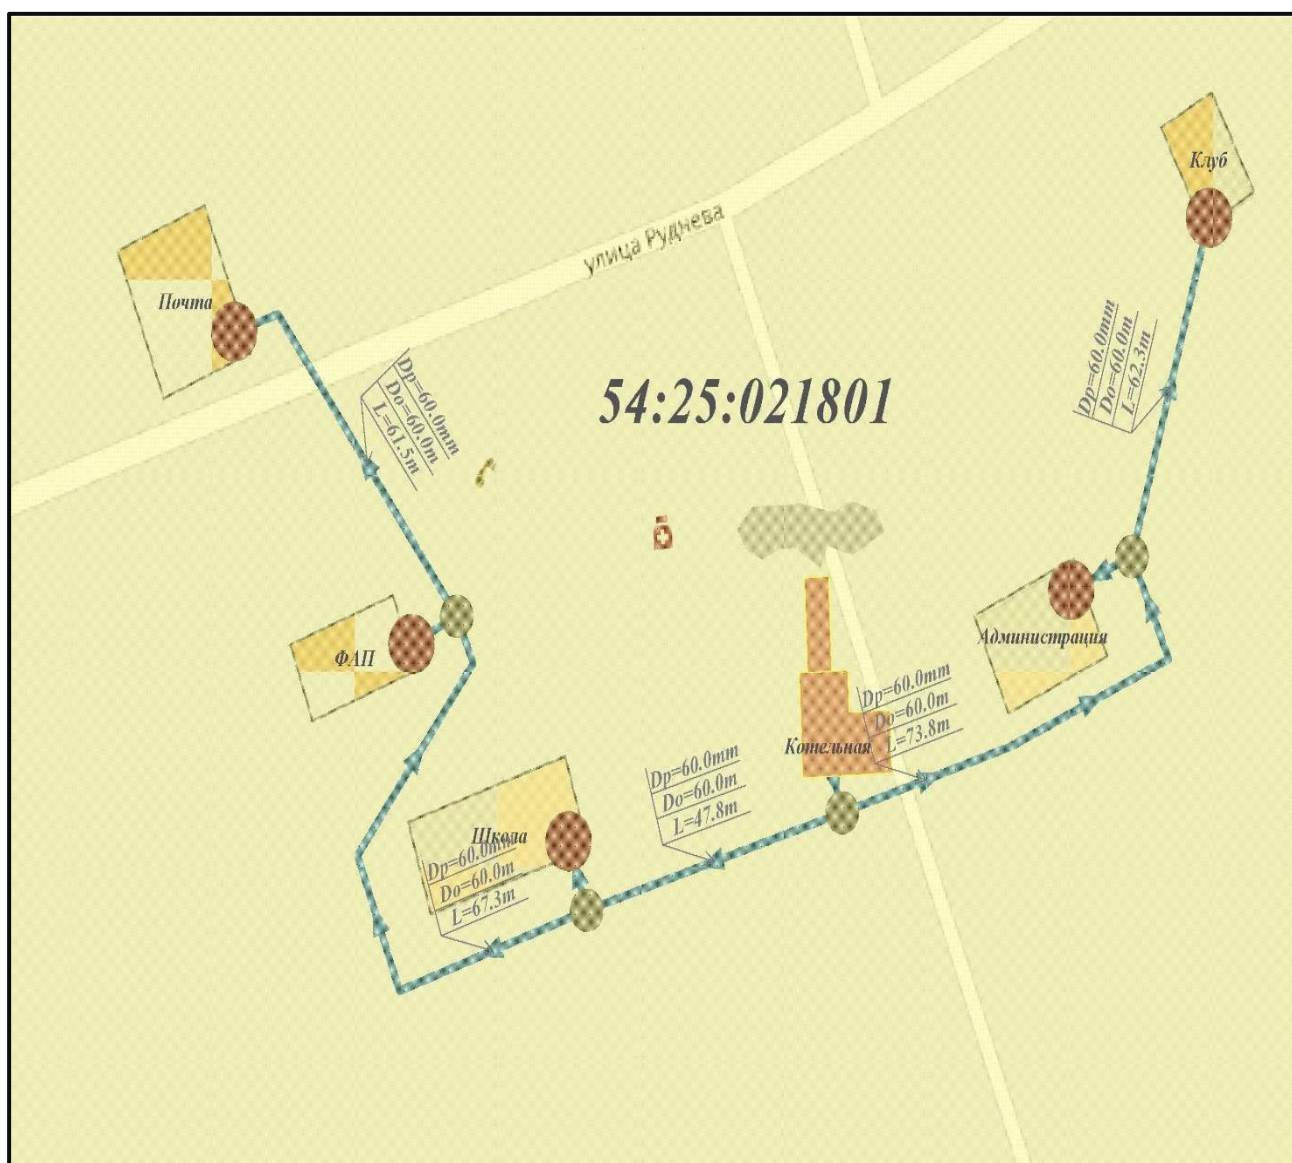 Клуб
улица Руднева
Почта
Dp=60.0mm
Do=60.0m
L=62.3m
Dp=60.0mm
Do=60.0m
L=61.5m
54:25:021801
Администрация
ФАП
Dp=60.0mm
Do=60.0m
L=73.8m
Котельная
Dp=60.0mm
Do=60.0m
L=47.8m
Школа
Dp=60.0mm
Do=60.0m
L=67.3m